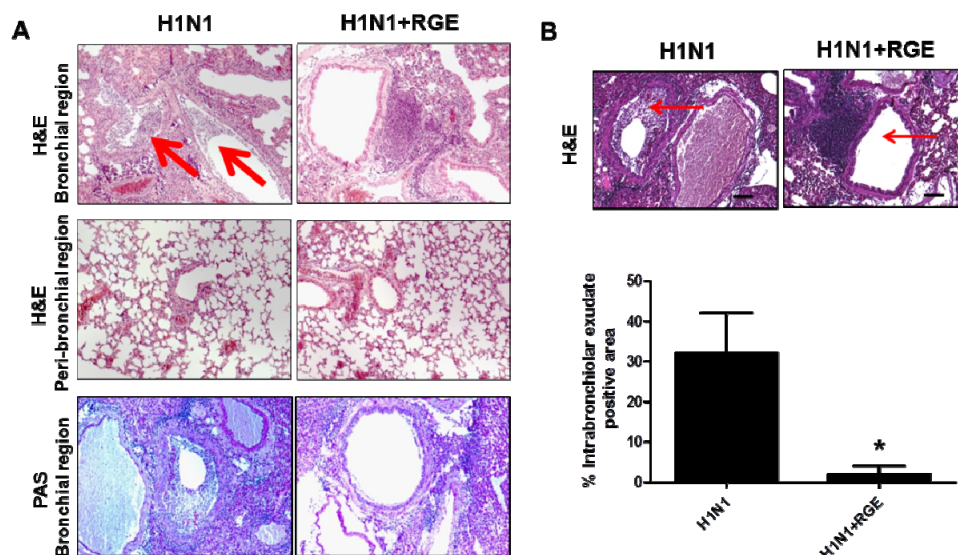 A
H1N1
H1N1+RGE
H&E
Bronchial region
H&E
Peri-bronchial region
PAS
Bronchial region
B
H1N1
H1N1+RGE
H&E
% Intrabronchiolar exudate
positive area
50
40
30
20
10
0
*
H1N1
H1N1+RGE